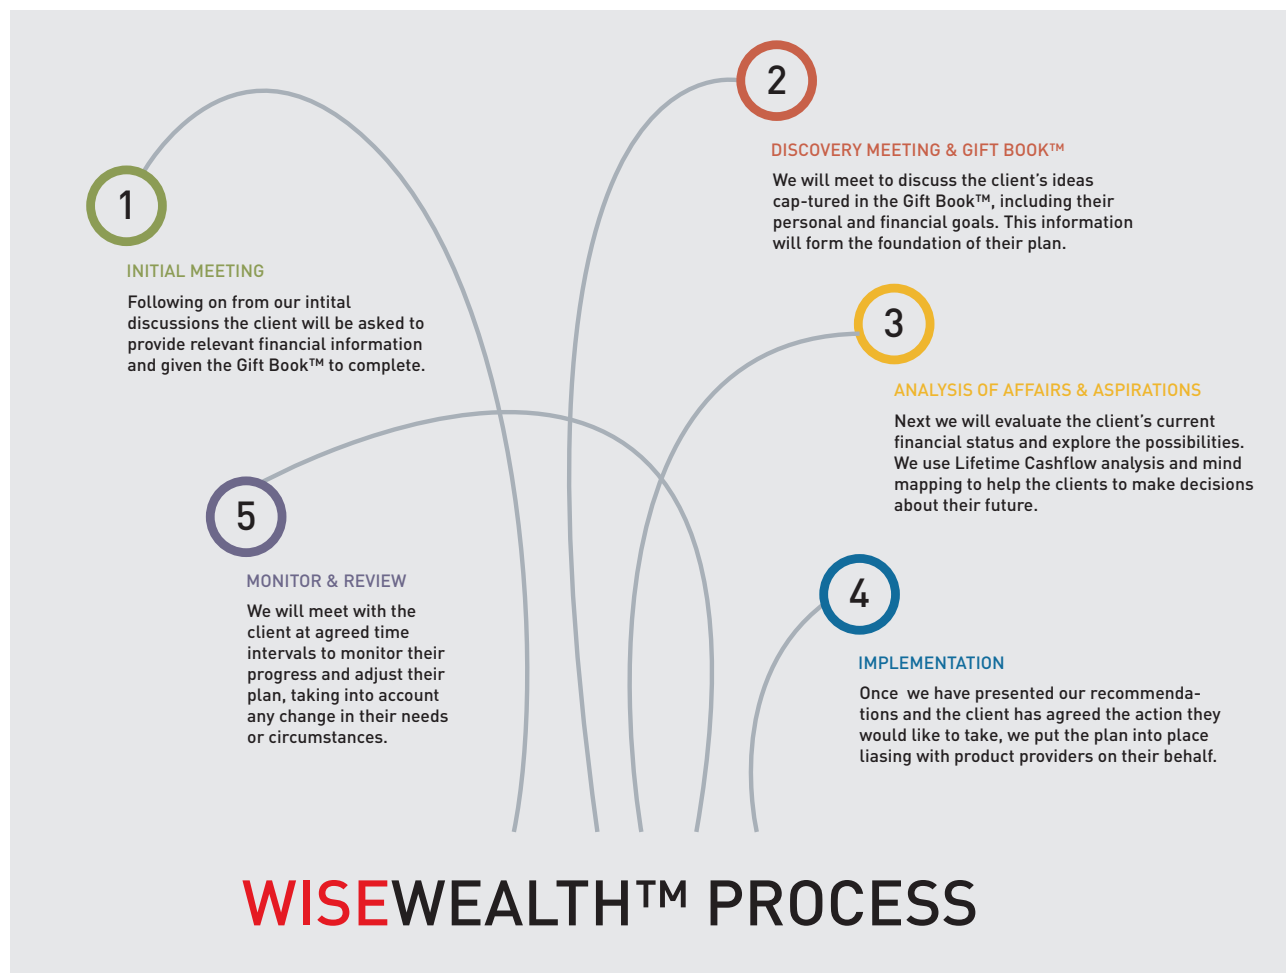 1
INITIAL MEETING
Following on from our intital
discussions the client will be asked to
provide relevant financial information
and given the Gift Book™ to complete.
2
DISCOVERY MEETING & GIFT BOOK™
We will meet to discuss the client’s ideas
cap-tured in the Gift Book™, including their
personal and financial goals. This information
will form the foundation of their plan.
3
ANALYSIS OF AFFAIRS & ASPIRATIONS
Next we will evaluate the client’s current
financial status and explore the possibilities.
We use Lifetime Cashflow analysis and mind
mapping to help the clients to make decisions
about their future.
4
IMPLEMENTATION
Once  we have presented our recommenda-
tions and the client has agreed the action they
would like to take, we put the plan into place
liasing with product providers on their behalf.
5
MONITOR & REVIEW
We will meet with the
client at agreed time
intervals to monitor their
progress and adjust their
plan, taking into account
any change in their needs
or circumstances.
WISEWEALTH™ PROCESS